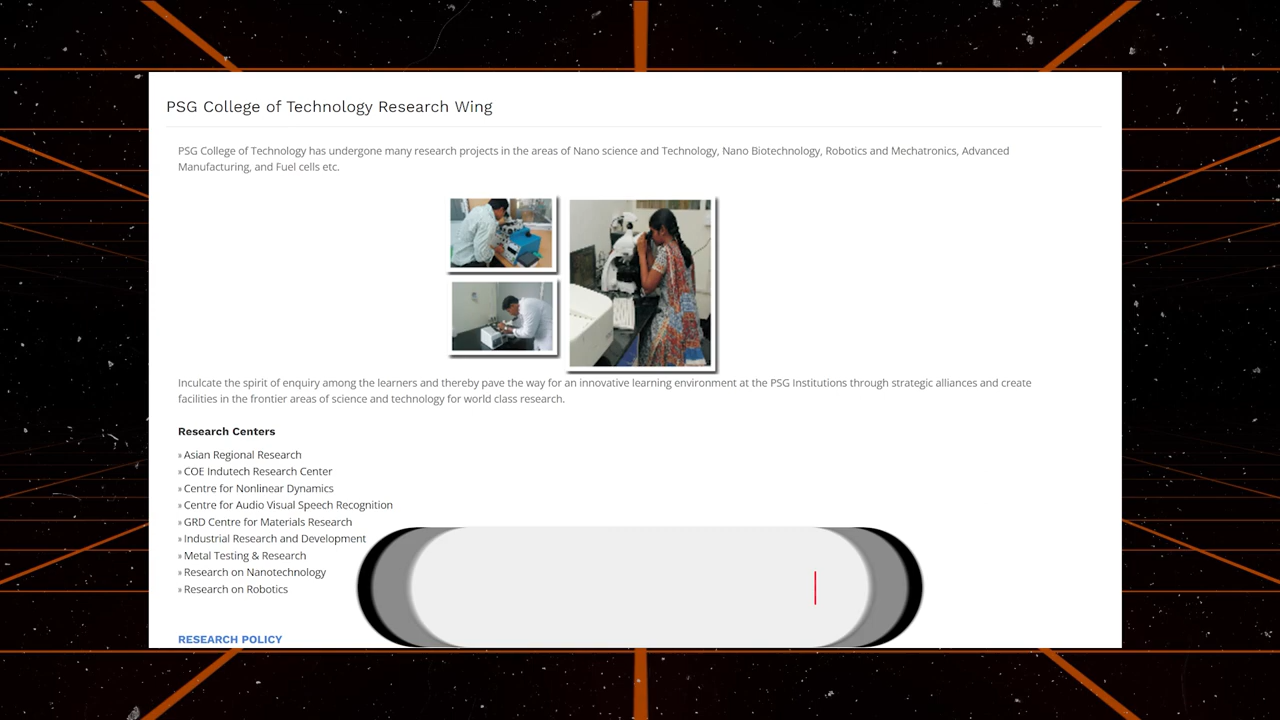 PSG College of Technology Research Wing
PSG College of Technology has undergone many research projects in the areas of Nano science and Technology, Nano Biotechnology, Robotics and Mechatronics, Advanced
Manufacturing, and Fuel cells etc.
Inculcate the spirit of enquiry among the learners and thereby pave the way for an innovative learning environment at the PSG Institutions through strategic alliances and create
facilities in the frontier areas of science and technology for world class research.
Research Centers
» Asian Regional Research
» COE Indutech Research Center
» Centre for Nonlinear Dynamics
» Centre for Audio Visual Speech Recognition
» GRD Centre for Materials Research
» Industrial Research and Development
» Metal Testing & Research
» Research on Nanotechnology
» Research on Robotics
RESEARCH POLICY